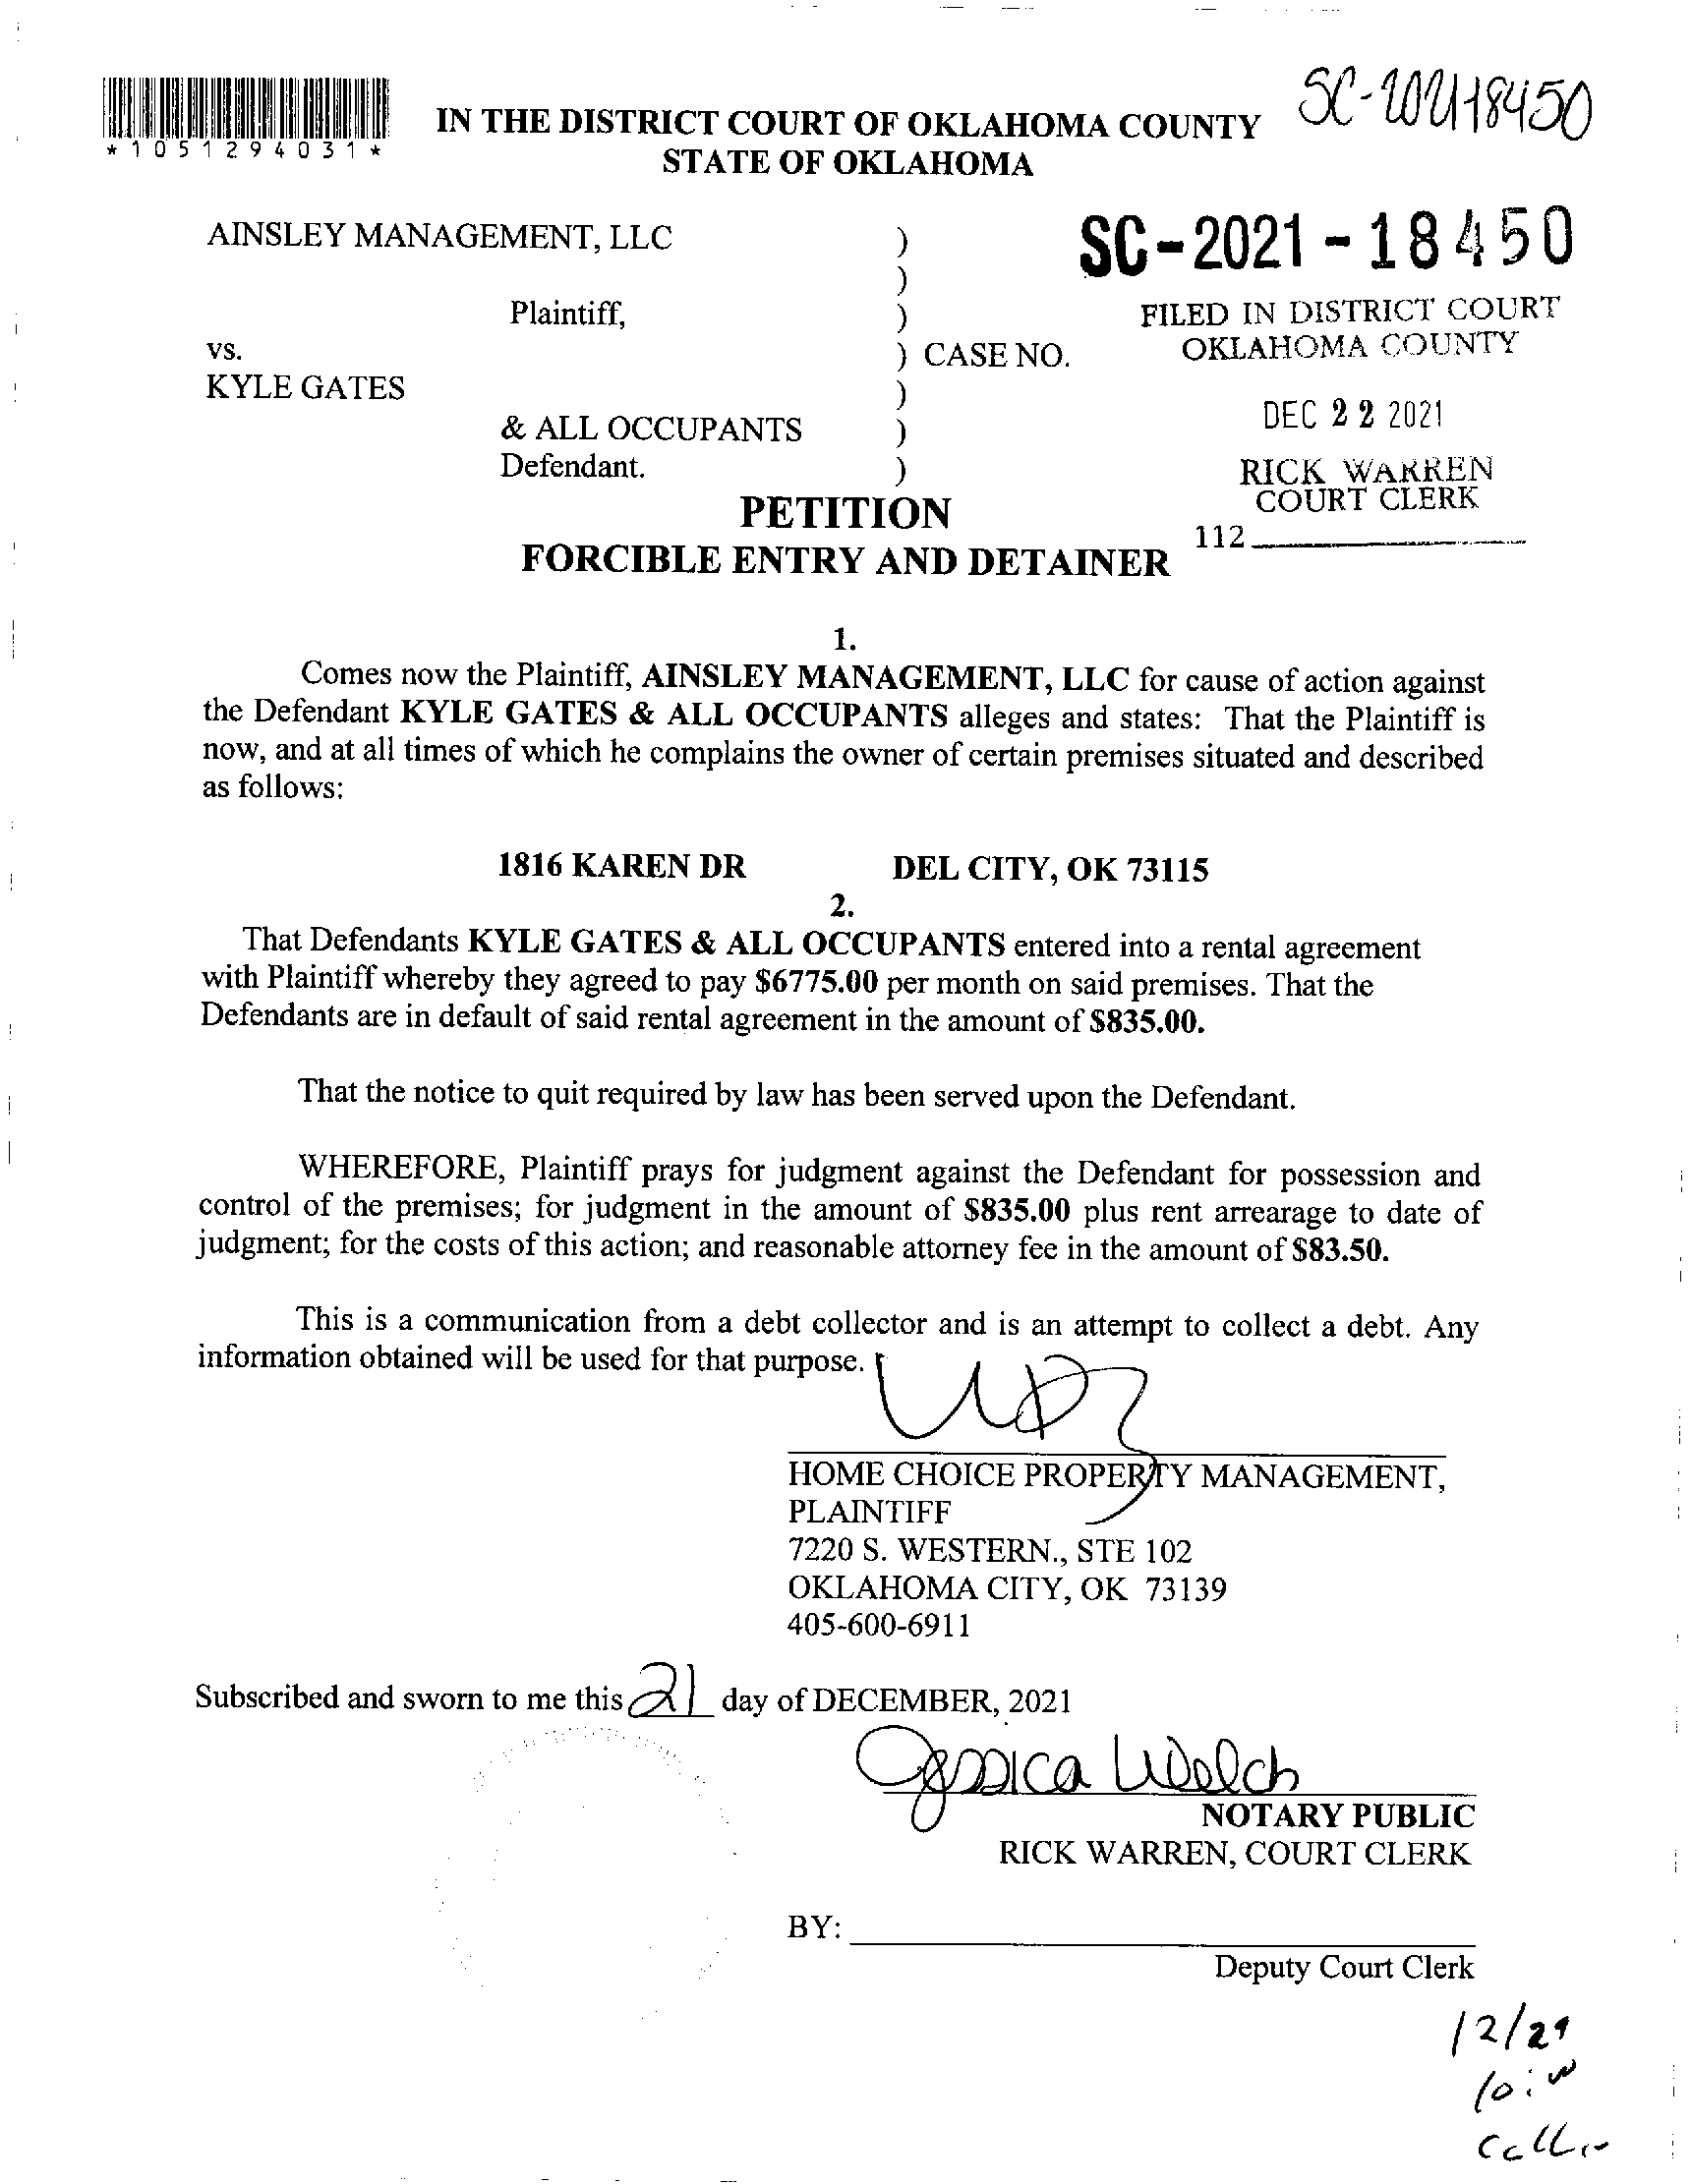 SC-2021-18450
*1051294031*
IN THE DISTRICT COURT OF OKLAHOMA COUNTY
STATE OF OKLAHOMA
AINSLEY MANAGEMENT, LLC )
SC-2021-18450
)
Plaintiff, )
FILED IN DISTRICT COURT
OKLAHOMA COUNTY
vs. ) CASE NO.
KYLE GATES )
DEC 22 2021
& ALL OCCUPANTS )
Defendant. )
RICK WARREN
COURT CLERK
PETITION
112
FORCIBLE ENTRY AND DETAINER
1.
Comes now the Plaintiff, AINSLEY MANAGEMENT, LLC for cause of action against
the Defendant KYLE GATES & ALL OCCUPANTS alleges and states: That the Plaintiff is
now, and at all times of which he complains the owner of certain premises situated and described
as follows:
1816 KAREN DR DEL CITY, OK 73115
2.
That Defendants KYLE GATES & ALL OCCUPANTS entered into a rental agreement
with Plaintiff whereby they agreed to pay $6775.00 per month on said premises. That the
Defendants are in default of said rental agreement in the amount of $835.00.
That the notice to quit required by law has been served upon the Defendant.
WHEREFORE, Plaintiff prays for judgment against the Defendant for possession and
control of the premises; for judgment in the amount of $835.00 plus rent arrearage to date of
judgment; for the costs of this action; and reasonable attorney fee in the amount of $83.50.
This is a communication from a debt collector and is an attempt to collect a debt. Any
information obtained will be used for that purpose.
HOME CHOICE PROPERTY MANAGEMENT,
PLAINTIFF
7220 S. WESTERN., STE 102
OKLAHOMA CITY, OK 73139
405-600-6911
Subscribed and sworn to me this 21 day of DECEMBER, 2021
Jessica Welch
NOTARY PUBLIC
RICK WARREN, COURT CLERK
BY:
Deputy Court Clerk
12/29